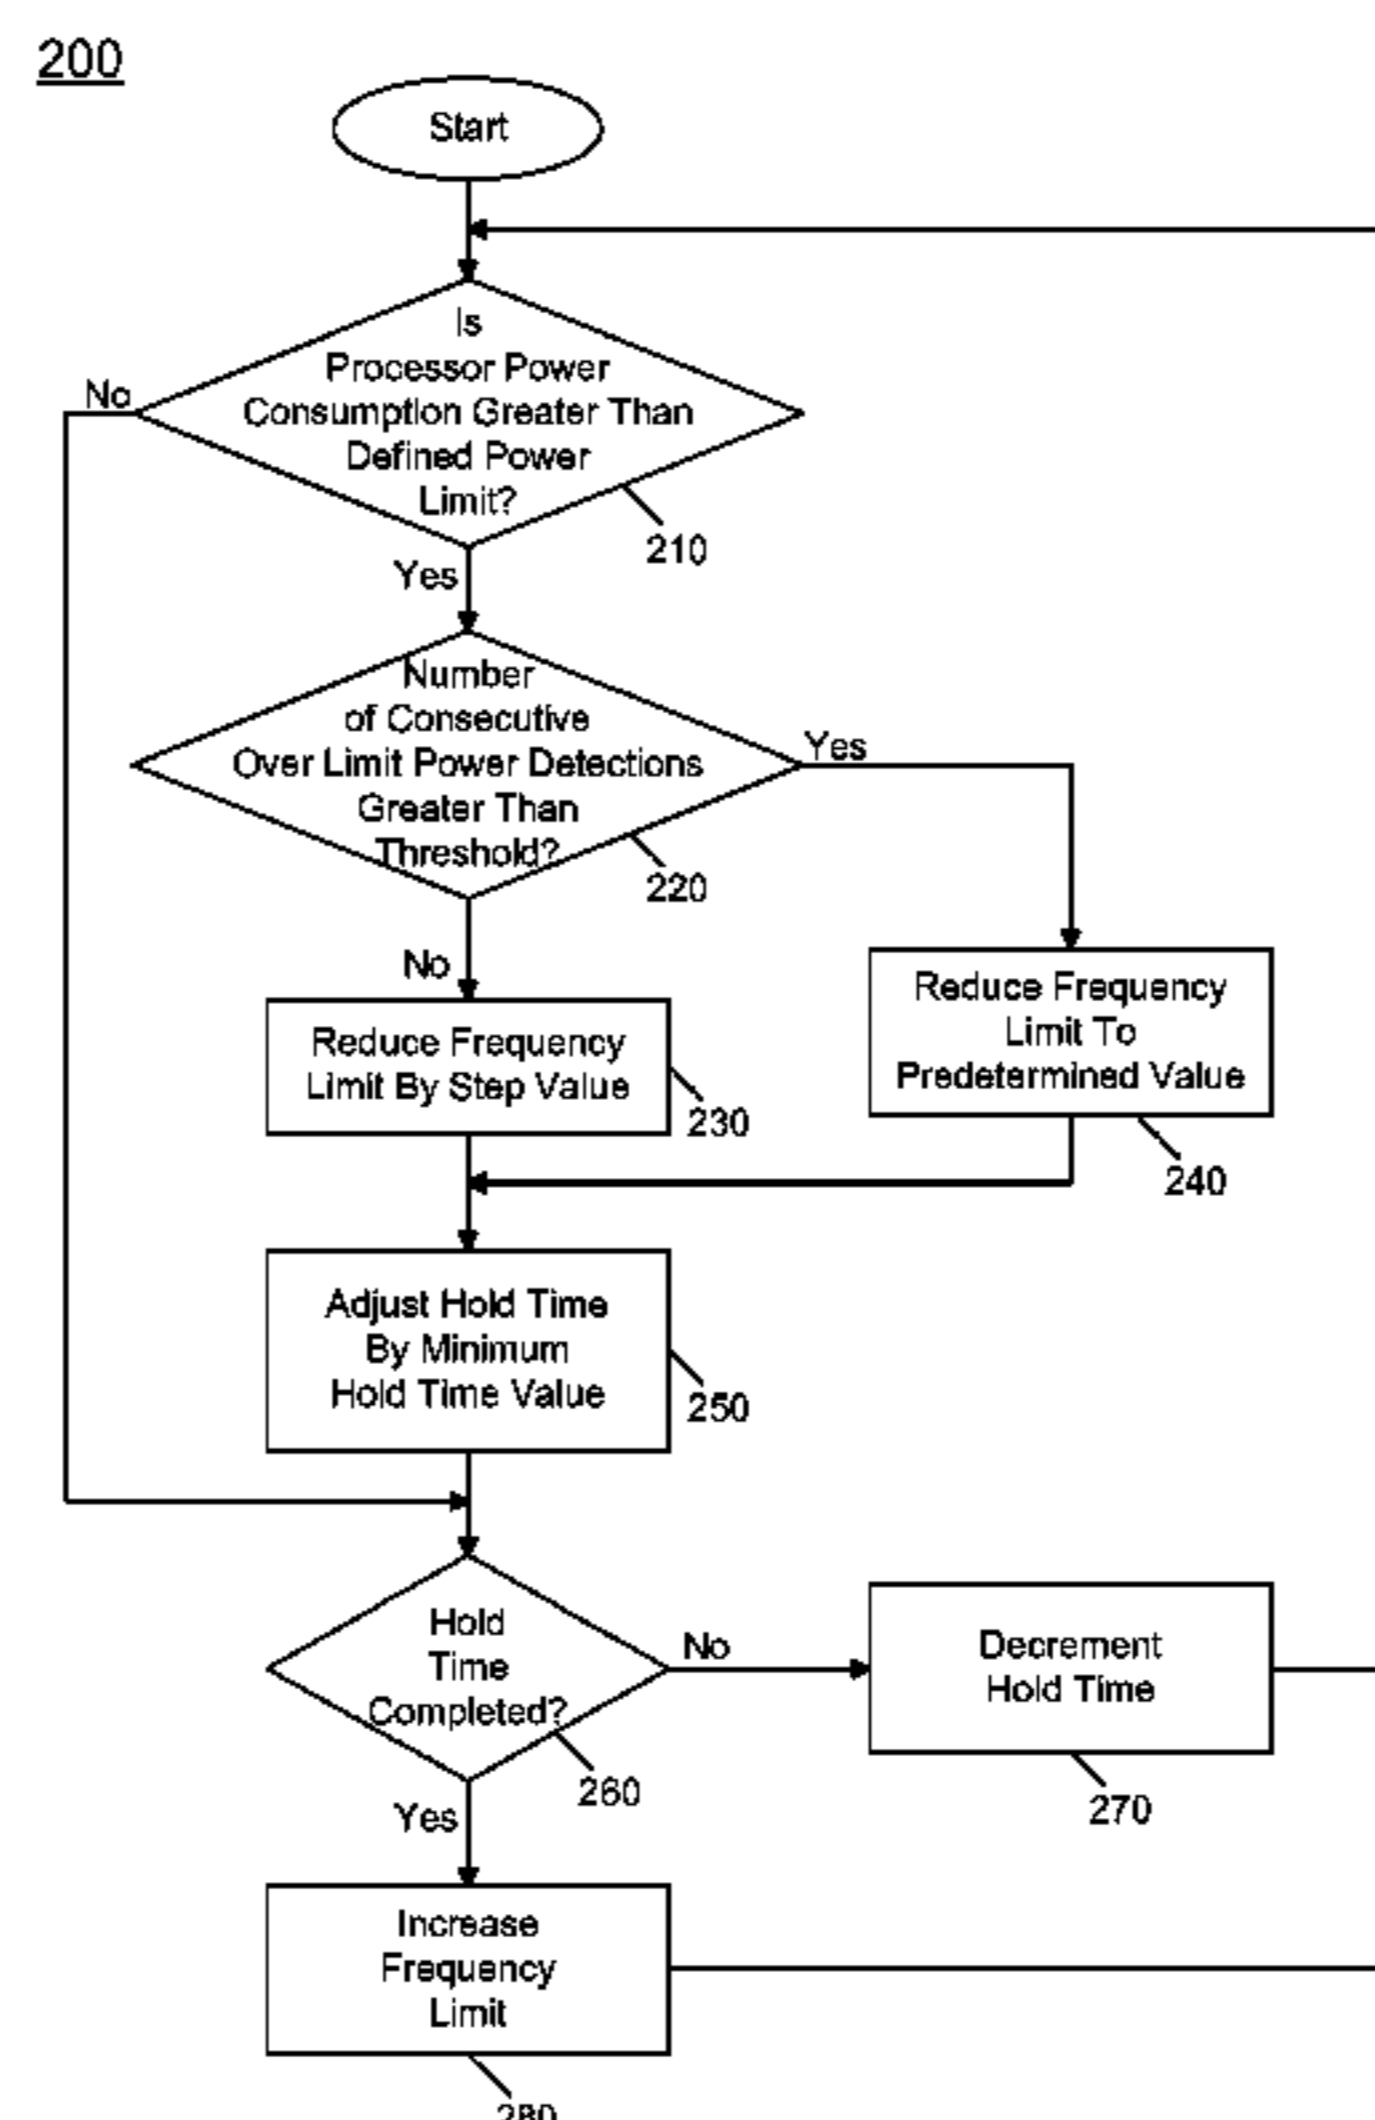 200
Start
Is
Processor Power
Consumption Greater Than
Defined Power
Limit?
No
210
Yes
Number
of Consecutive
Over Limit Power Detections
Greater Than
Threshold?
Yes
220
No
Reduce Frequency
Limit By Step Value
230
Reduce Frequency
Limit To
Predetermined Value
240
Adjust Hold Time
By Minimum
Hold Time Value
250
Hold
Time
Completed?
No
260
Decrement
Hold Time
270
Yes
Increase
Frequency
Limit
280